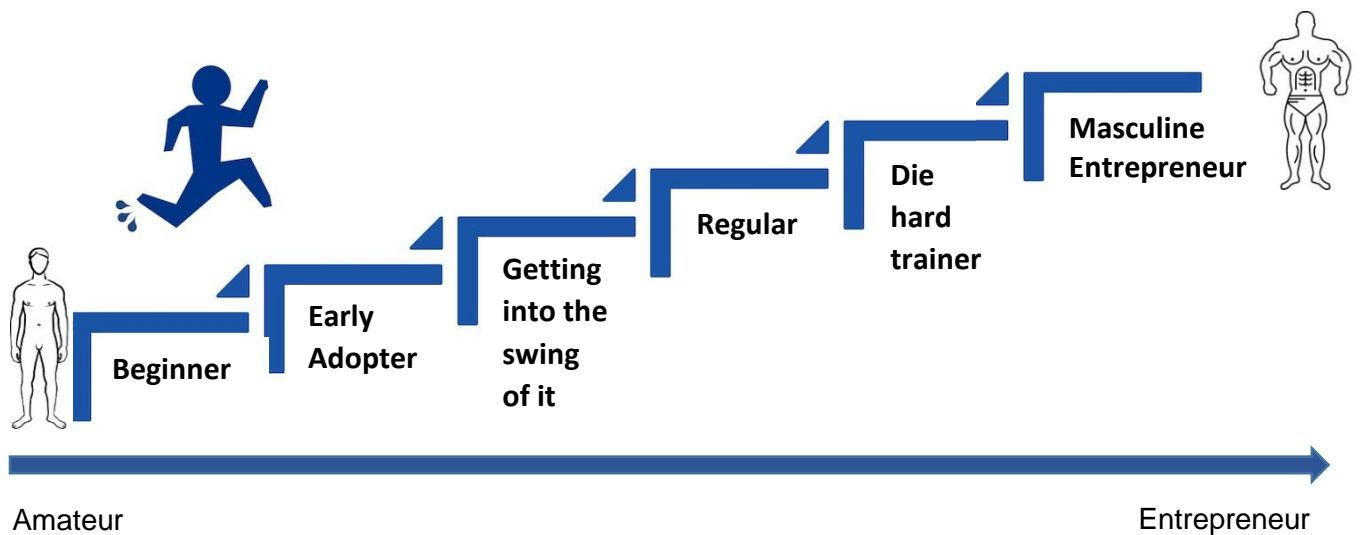 Beginner
Early
Adopter
Getting
into the
swing
of it
Regular
Die
hard
trainer
Masculine
Entrepreneur
Amateur
Entrepreneur